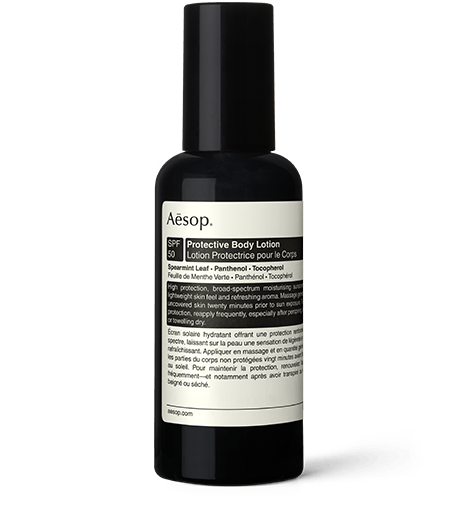 Aēsop.
SPF
50
Protective Body Lotion
Lotion Protectrice pour le Corps
Spearmint Leaf • Panthenol • Tocopherol
Feuille de Menthe Verte • Panthénol • Tocophérol
High protection, broad-spectrum moisturising
lightweight skin feel and refreshing aroma. Massage
uncovered skin twenty minutes prior to sun
protection, reapply frequently, especially after
or towelling dry.
Écran solaire hydratant offrant une protection
spectre, laissant sur la peau une sensation de
rafraîchissant. Appliquer en massage et en
les parties du corps non protégées vingt minutes
au soleil. Pour maintenir la protection,
fréquemment—et notamment après avoir transpiré
baigné ou séché.
aesop.com